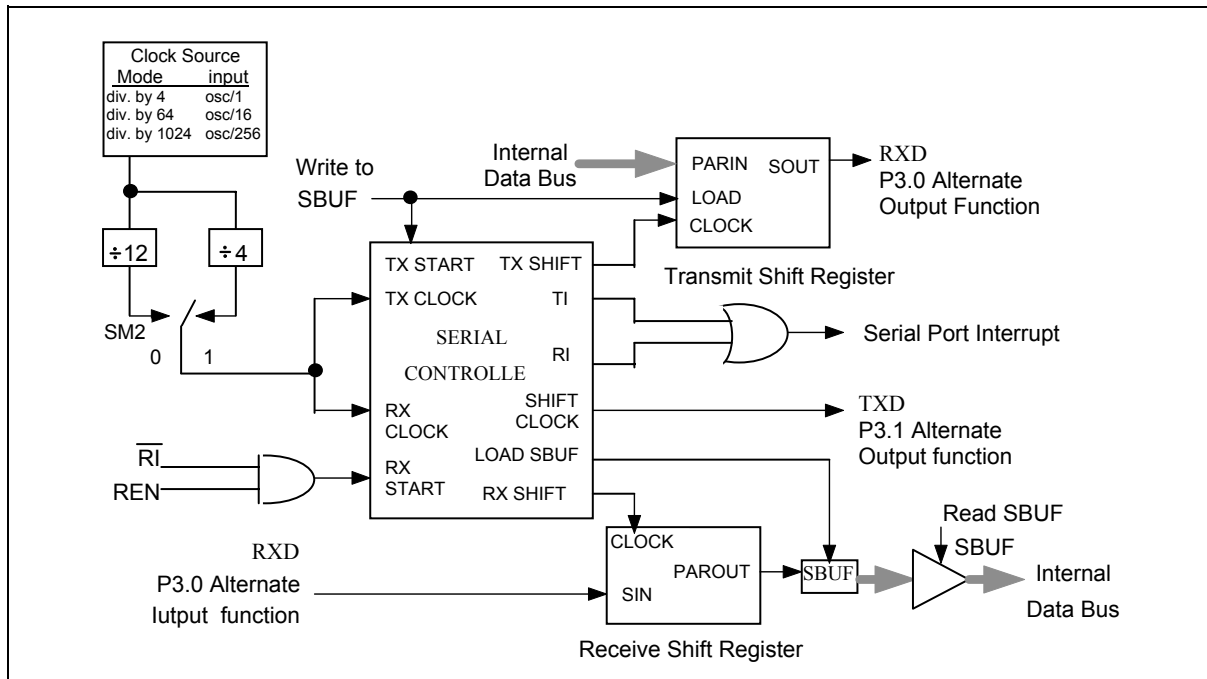 Clock Source
Mode input
div. by 4 osc/1
div. by 64 osc/16
div. by 1024 osc/256
÷12
÷4
SM2
0 1
Write to
SBUF
Internal
Data Bus
PARIN SOUT
LOAD
CLOCK
RXD
P3.0 Alternate
Output Function
Transmit Shift Register
TX START TX SHIFT
TX CLOCK TI
SERIAL
RI
CONTROLLE
SHIFT
CLOCK
RX
CLOCK
LOAD SBUF
RX
START
RX SHIFT
Serial Port Interrupt
TXD
P3.1 Alternate
Output function
RI
REN
RXD
P3.0 Alternate
Iutput function
CLOCK
PAROUT
SIN
Receive Shift Register
SBUF
Read SBUF
SBUF
Internal
Data Bus